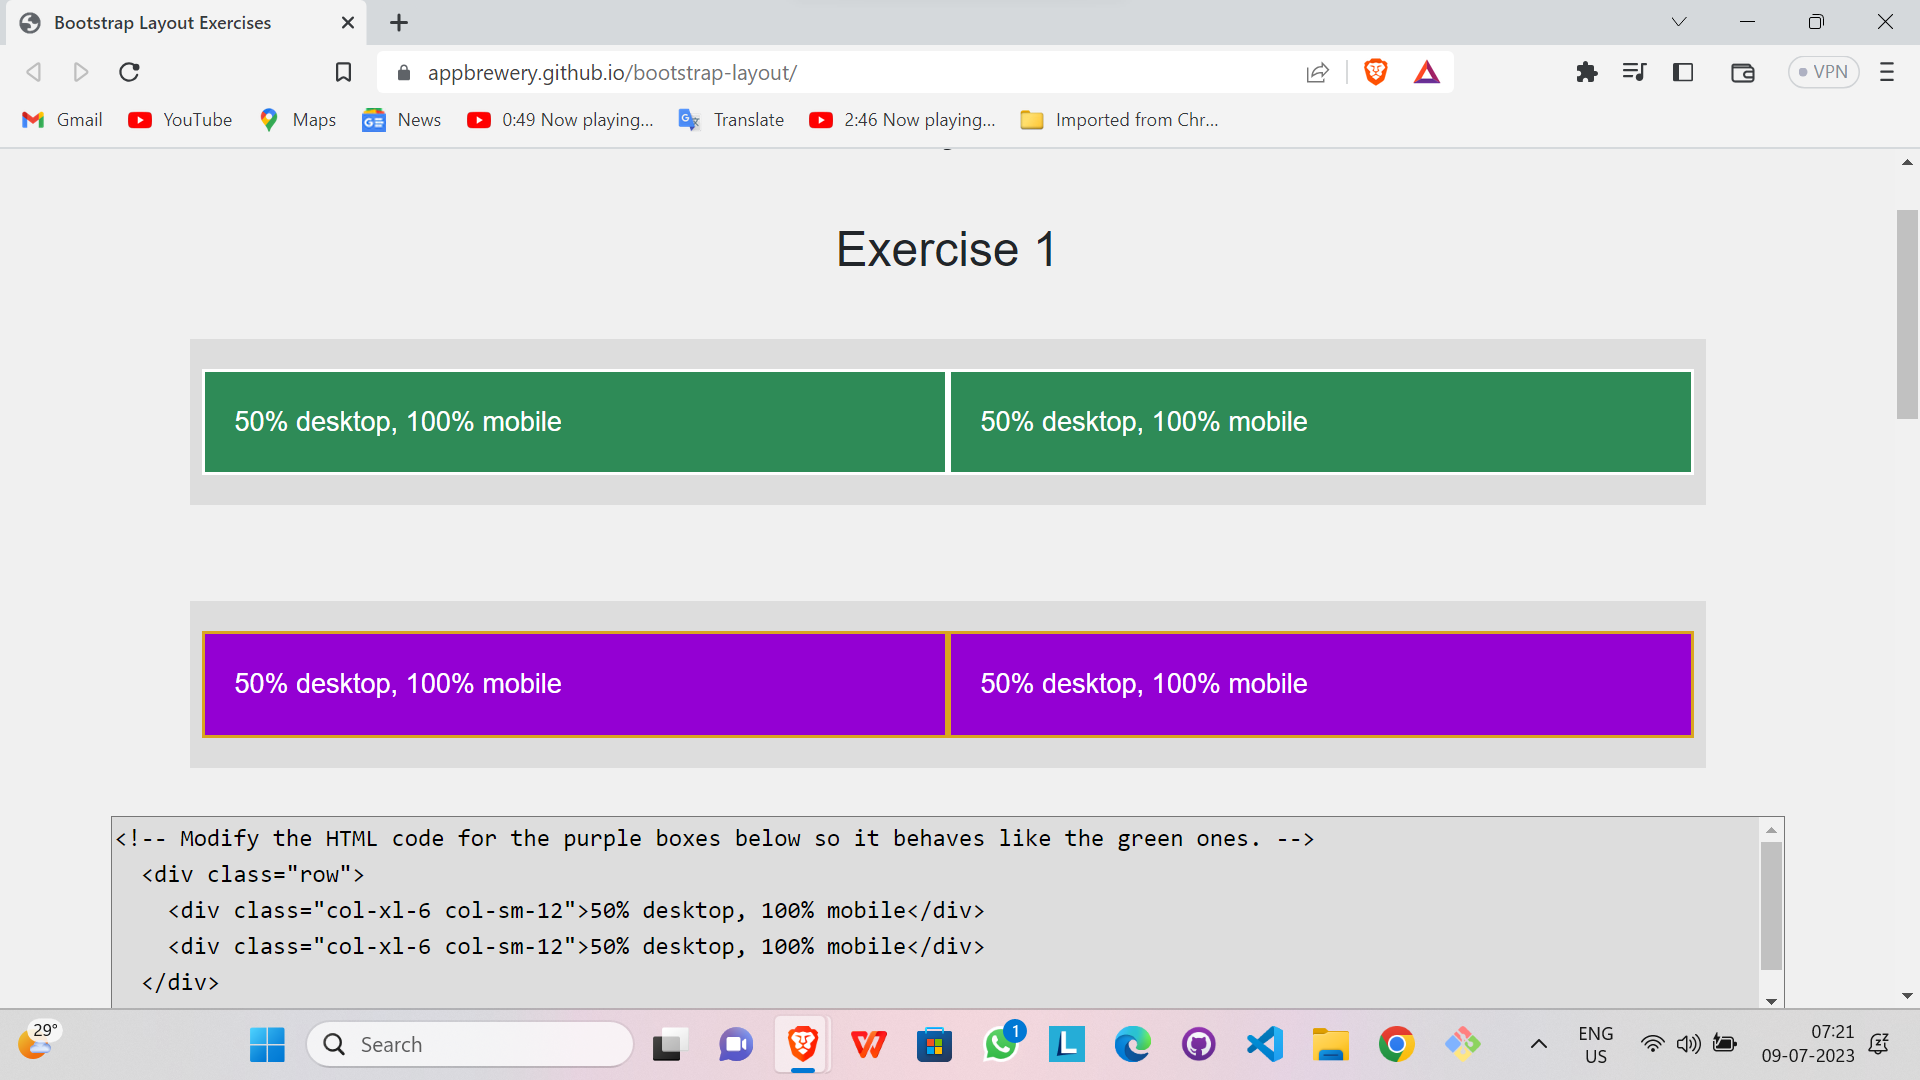 Bootstrap Layout Exercises
appbrewery.github.io/bootstrap-layout/
VPN
Gmail
YouTube
Maps
News
0:49 Now playing...
Translate
2:46 Now playing...
Imported from Chr...
Exercise 1
50% desktop, 100% mobile
50% desktop, 100% mobile
50% desktop, 100% mobile
50% desktop, 100% mobile
<!-- Modify the HTML code for the purple boxes below so it behaves like the green ones. -->
<div class="row">
<div class="col-xl-6 col-sm-12">50% desktop, 100% mobile</div>
<div class="col-xl-6 col-sm-12">50% desktop, 100% mobile</div>
</div>
29°
Search
1
ENG
US
07:21
09-07-2023